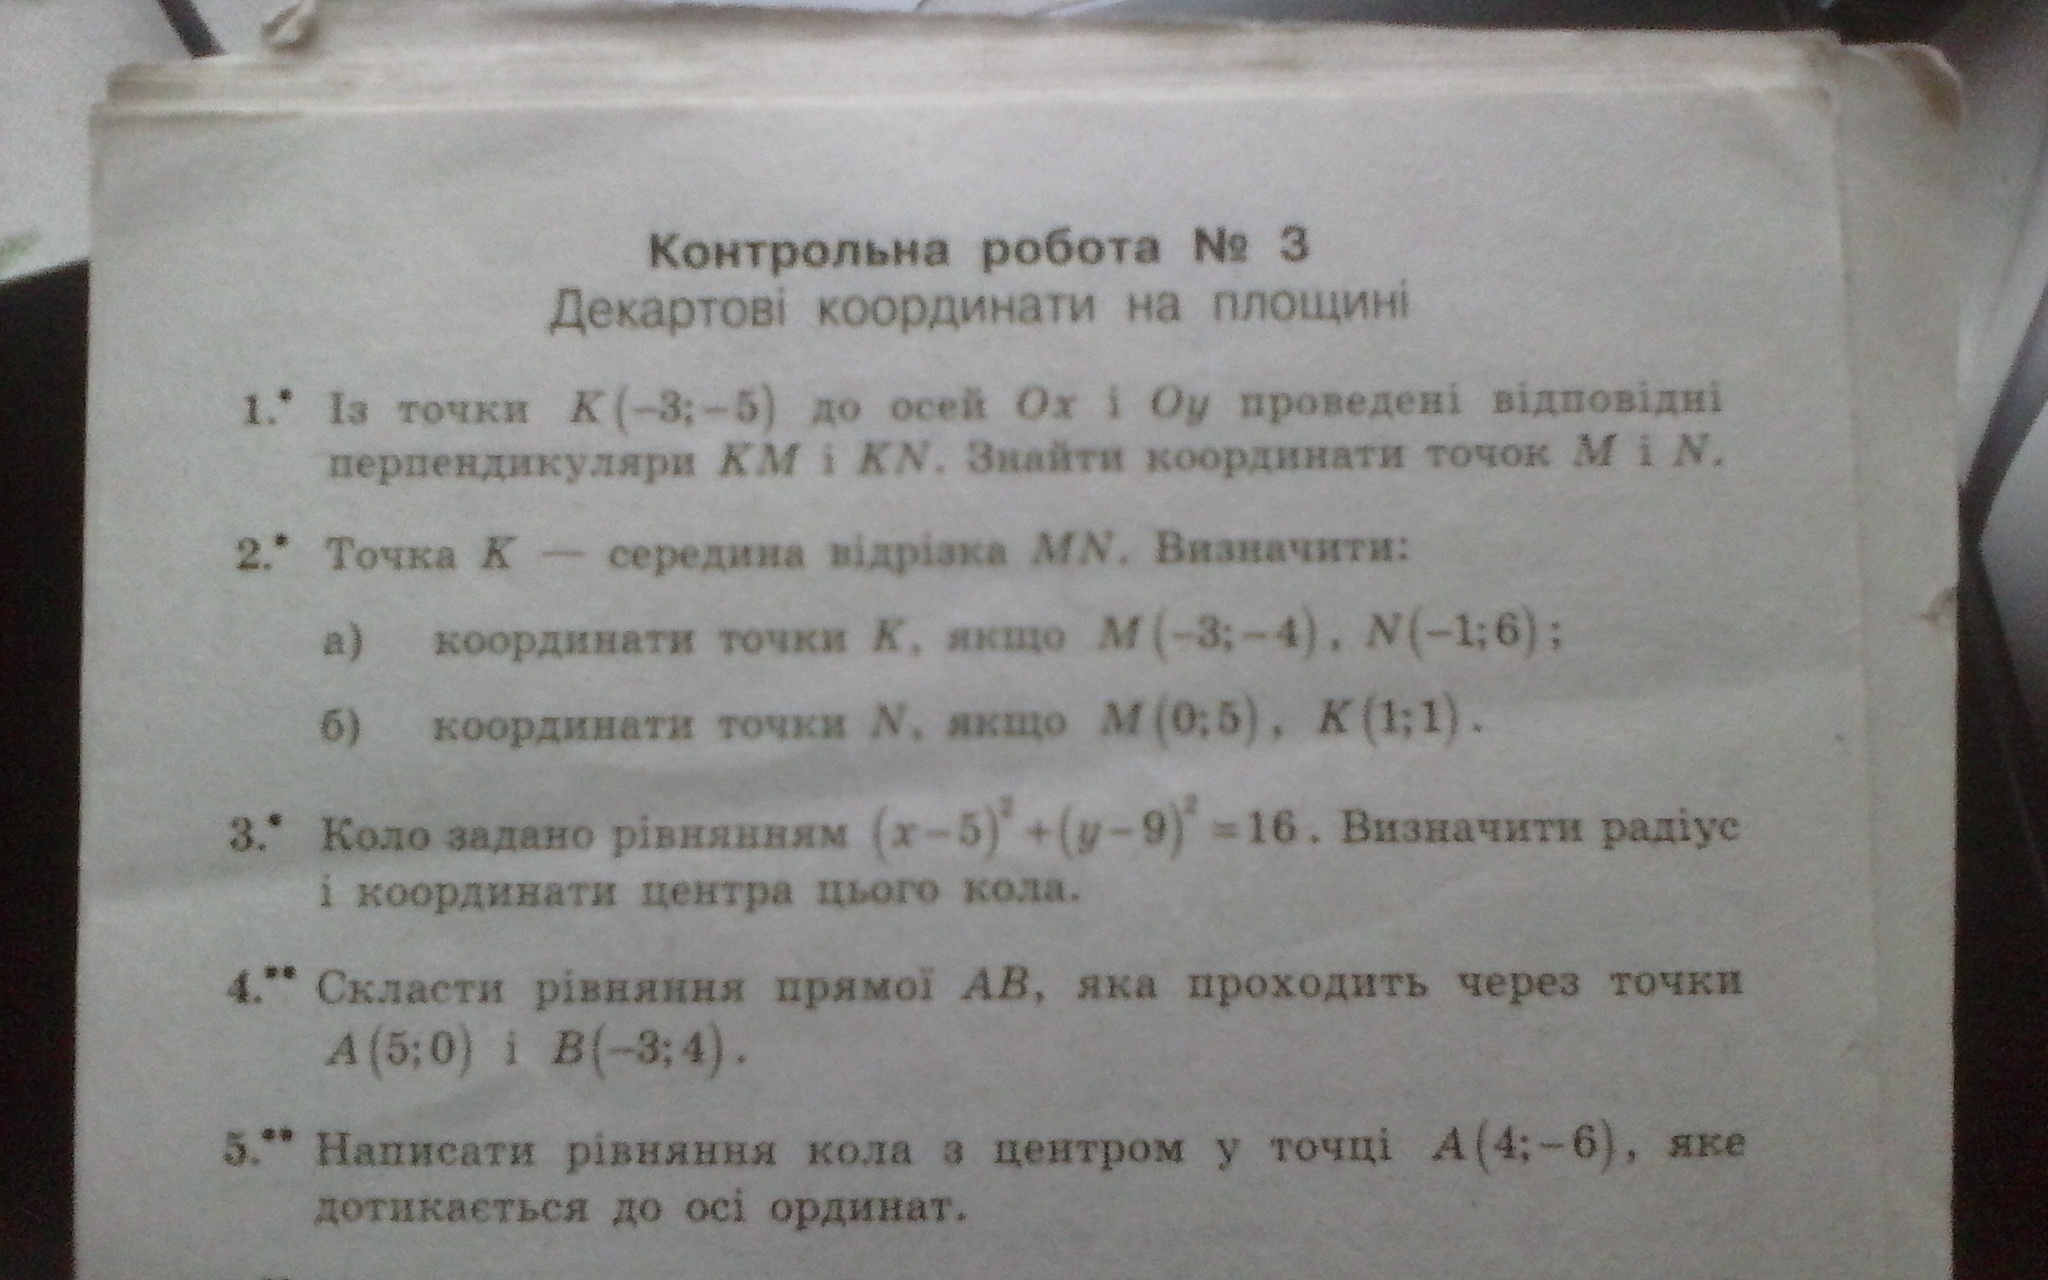 Контрольна робота № 3
Декартові координати на площині
1.* Із точки K(–3;–5) до осей Ox і Oy проведені відповідні
перпендикуляри KM і KN. Знайти координати точок M і N.
2.* Точка K — середина відрізка MN. Визначити:
а) координати точки K, якщо M(–3;–4), N(–1;6);
б) координати точки N, якщо M(0;5), K(1;1).
3.* Коло задано рівнянням (x–5)²+(y–9)²=16. Визначити радіус
і координати центра цього кола.
4.** Скласти рівняння прямої AB, яка проходить через точки
A(5;0) і B(–3;4).
5.** Написати рівняння кола з центром у точці A(4;–6), яке
дотикається до осі ординат.